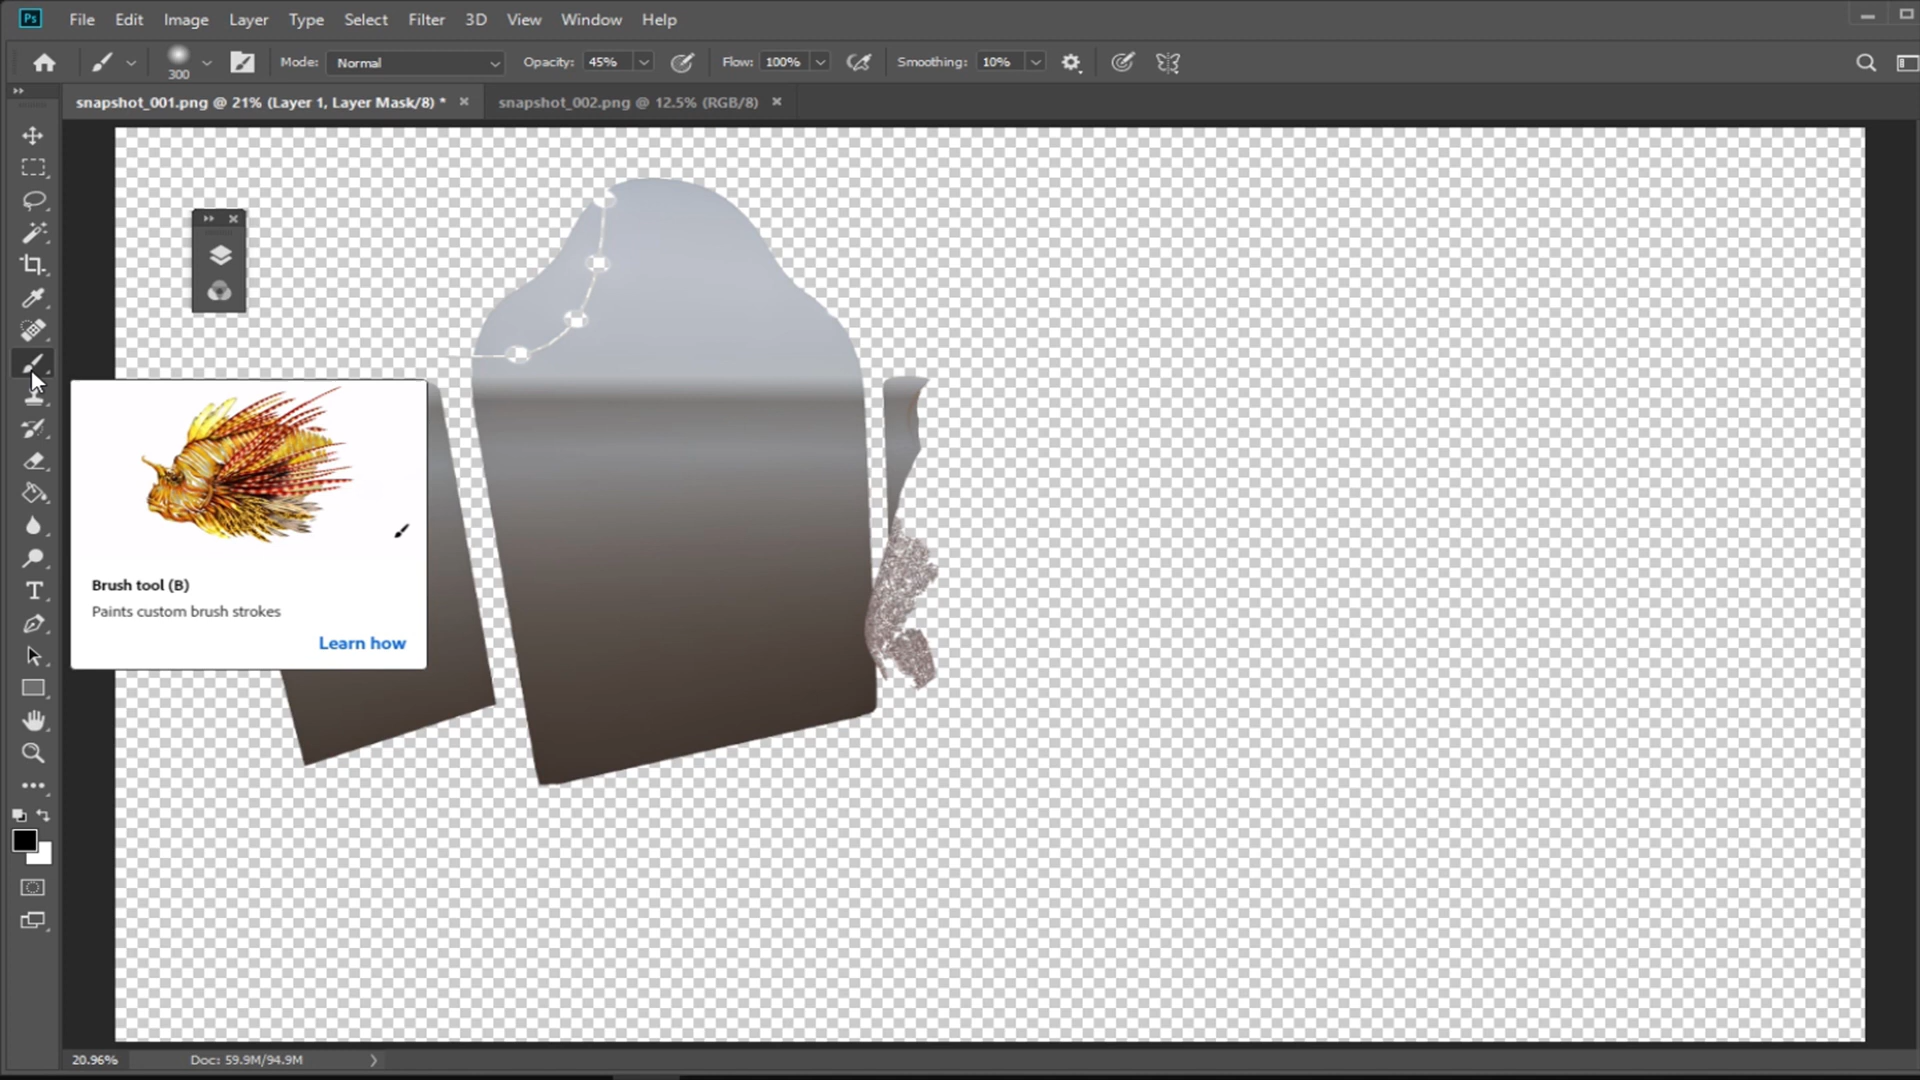 Ps File Edit Image Layer Type Select Filter 3D View Window Help
300 Mode: Normal Opacity: 45% Flow: 100% Smoothing: 10%
snapshot_001.png @ 21% (Layer 1, Layer Mask/8) * snapshot_002.png @ 12.5% (RGB/8)
Brush tool (B)
Paints custom brush strokes
Learn how
T
20.96% Doc: 59.9M/94.9M